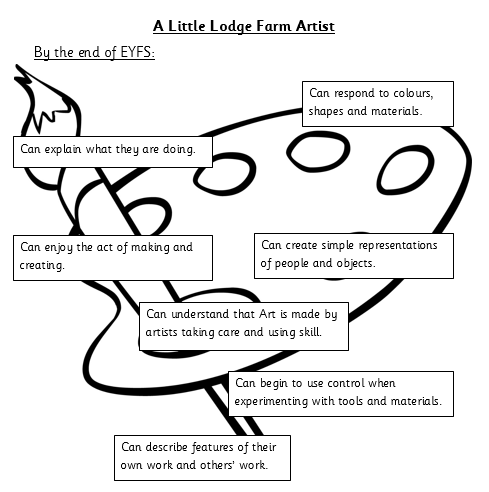 A Little Lodge Farm Artist
By the end of EYFS:
Can respond to colours,
shapes and materials.
Can explain what they are doing.
Can enjoy the act of making and
creating.
Can create simple representations
of people and objects.
Can understand that Art is made by
artists taking care and using skill.
Can begin to use control when
experimenting with tools and materials.
Can describe features of their
own work and others' work.